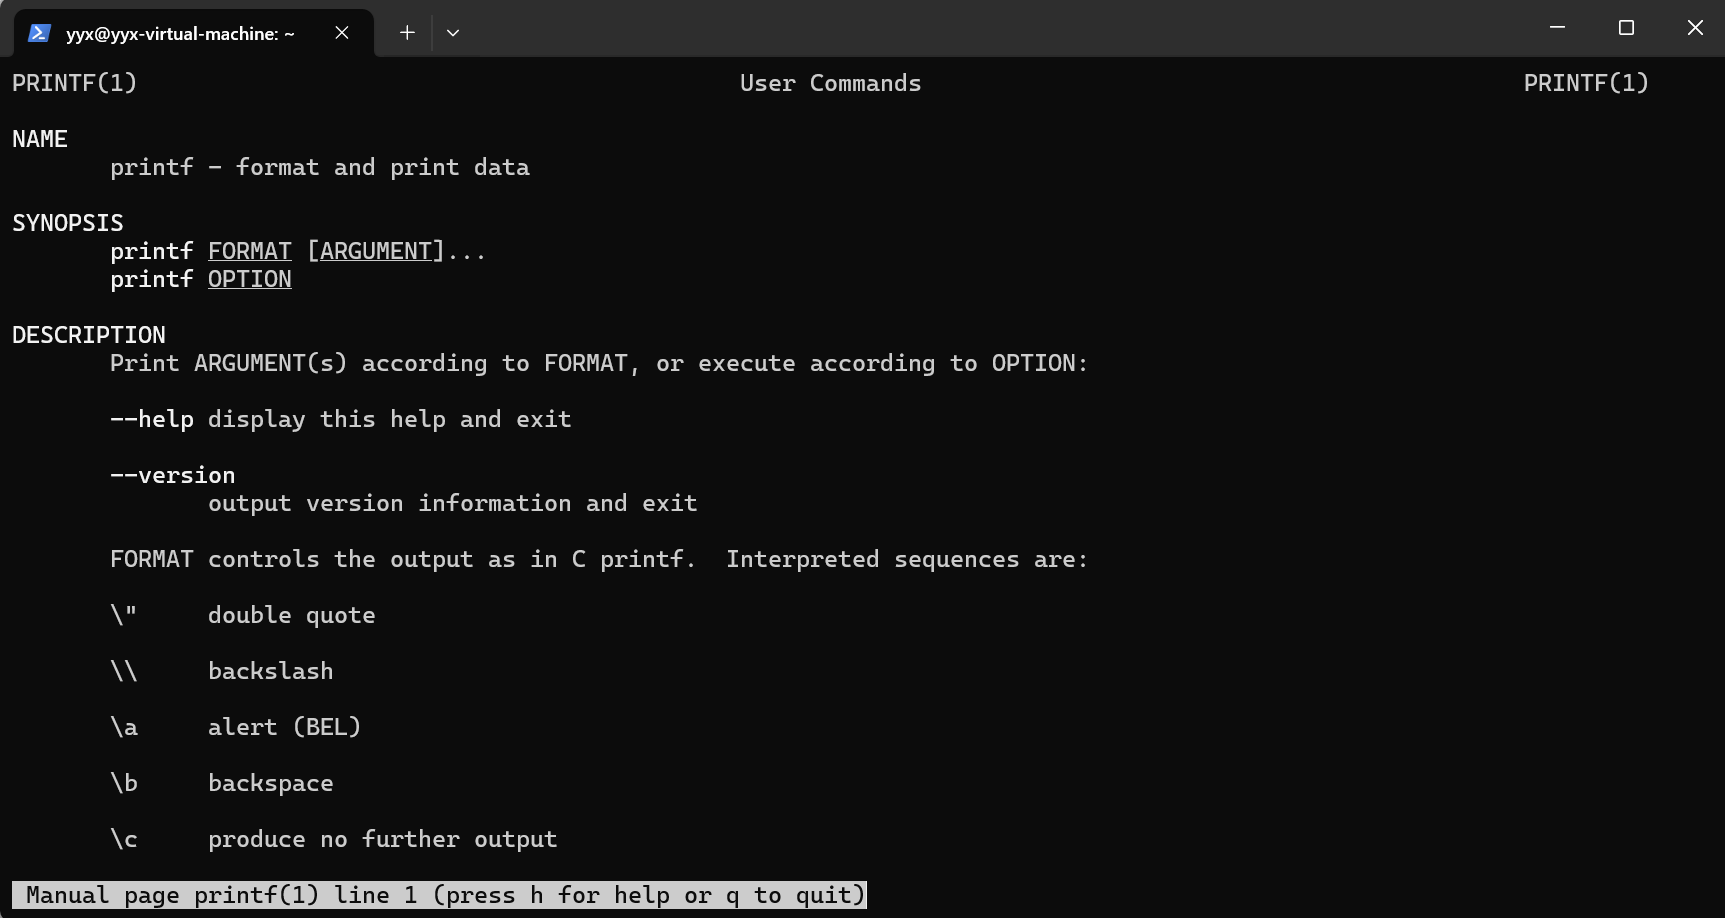 yyx@yyx-virtual-machine: ~
PRINTF(1) User Commands PRINTF(1)
NAME
printf - format and print data
SYNOPSIS
printf FORMAT [ARGUMENT]...
printf OPTION
DESCRIPTION
Print ARGUMENT(s) according to FORMAT, or execute according to OPTION:
--help display this help and exit
--version
output version information and exit
FORMAT controls the output as in C printf.  Interpreted sequences are:
\" double quote
\\ backslash
\a alert (BEL)
\b backspace
\c produce no further output
Manual page printf(1) line 1 (press h for help or q to quit)